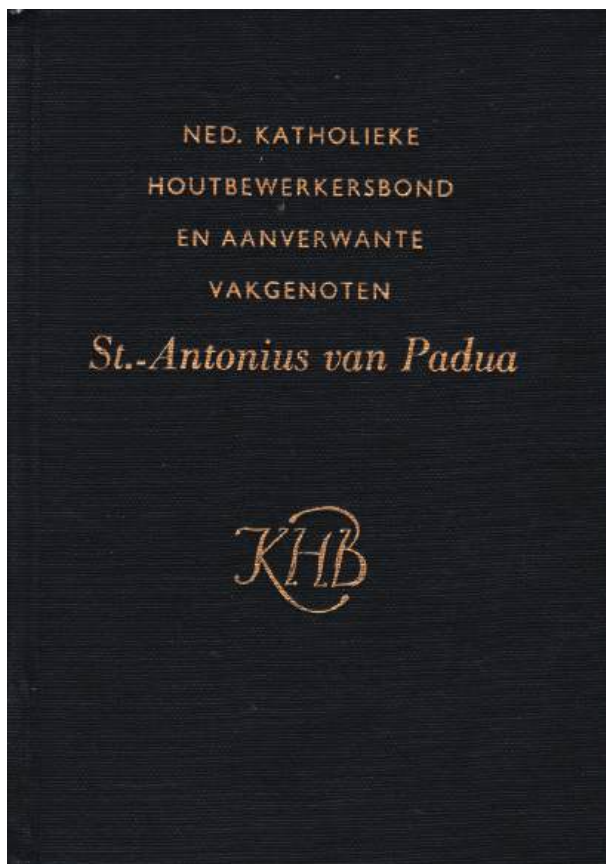 NED. KATHOLIEKE
HOUTBEWERKERSBOND
EN AANVERWANTE
VAKGENOTEN
St.-Antonius van Padua
KHB